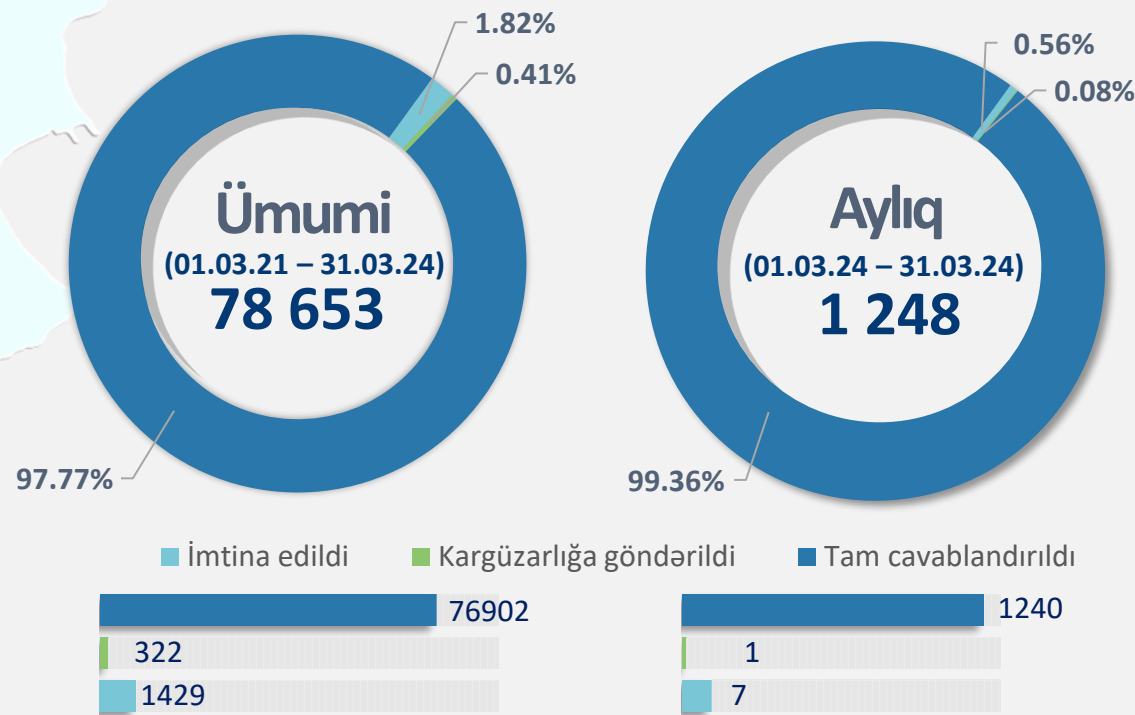 1.82%
0.41%
Ümumi
(01.03.21 – 31.03.24)
78 653
97.77%
0.56%
0.08%
Aylıq
(01.03.24 – 31.03.24)
1 248
99.36%
İmtina edildi
Kargüzarlığa göndərildi
Tam cavablandırıldı
76902
322
1429
1240
1
7